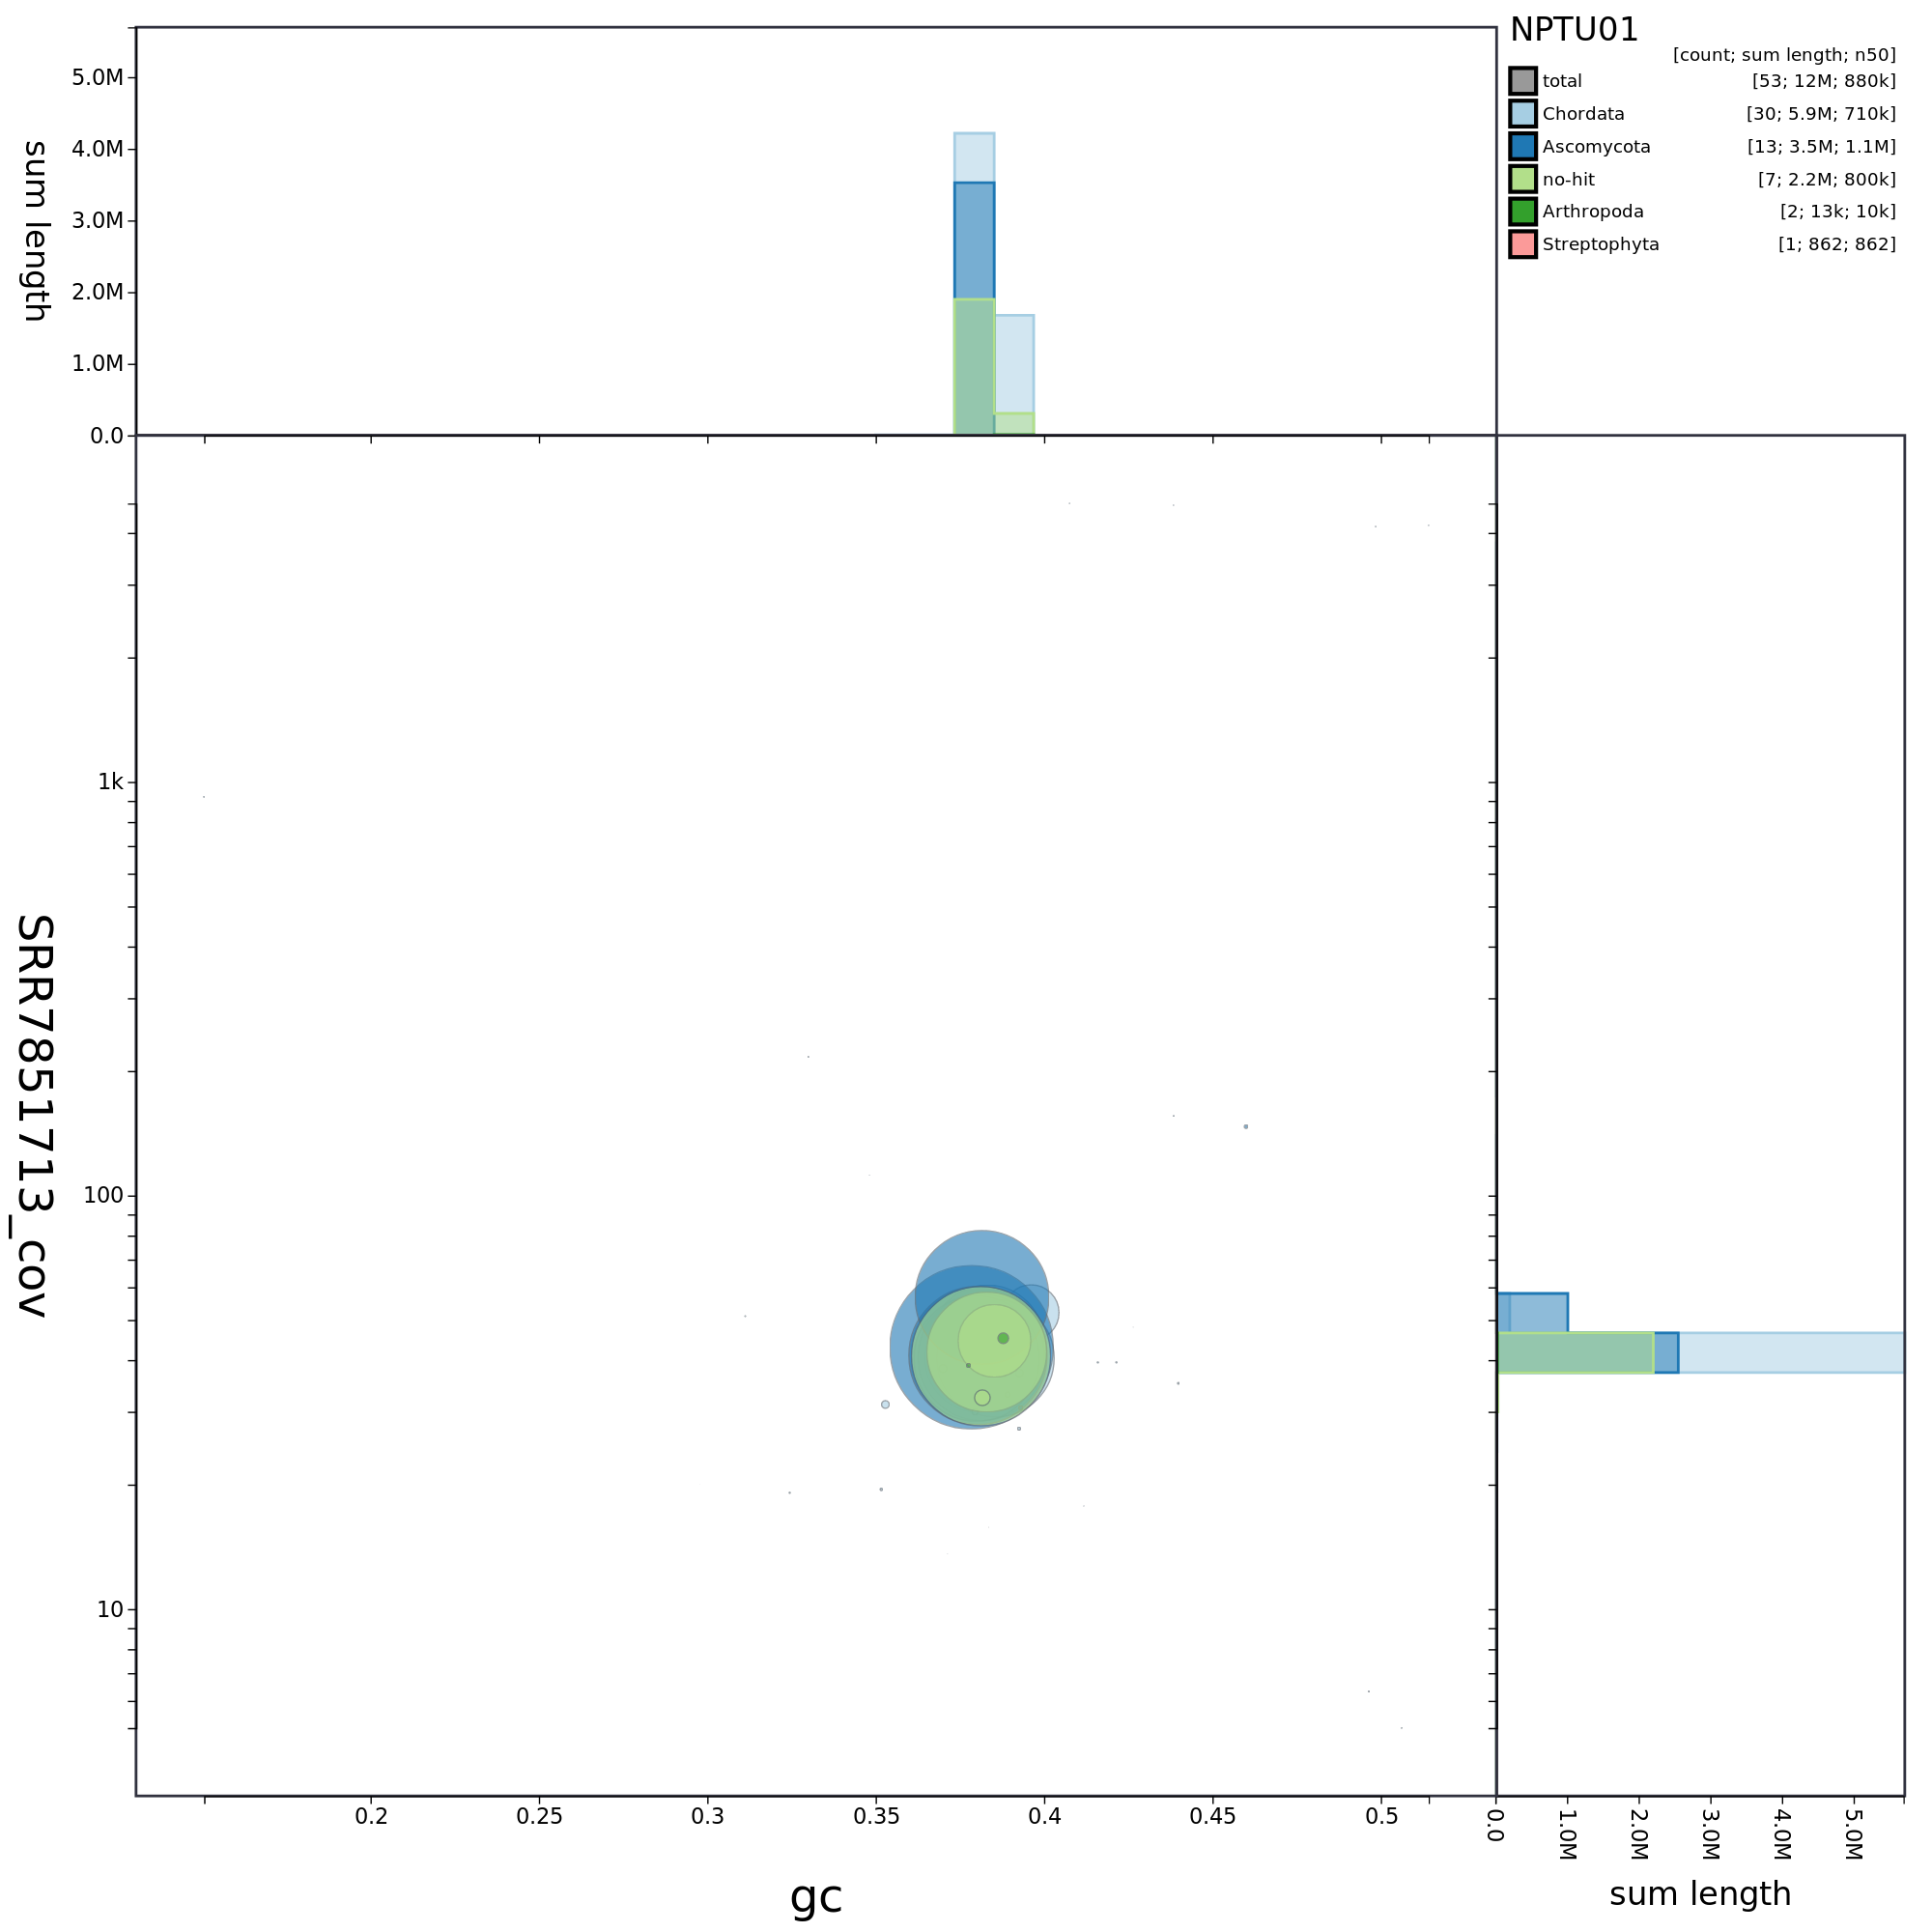 NPTU01
[count; sum length; n50]
total [53; 12M; 880k]
Chordata [30; 5.9M; 710k]
Ascomycota [13; 3.5M; 1.1M]
no-hit [7; 2.2M; 800k]
Arthropoda [2; 13k; 10k]
Streptophyta [1; 862; 862]
sum length
5.0M
4.0M
3.0M
2.0M
1.0M
0.0
SRR7851713_cov
1k
100
10
0.2 0.25 0.3 0.35 0.4 0.45 0.5
gc
0.0 1.0M 2.0M 3.0M 4.0M 5.0M
sum length